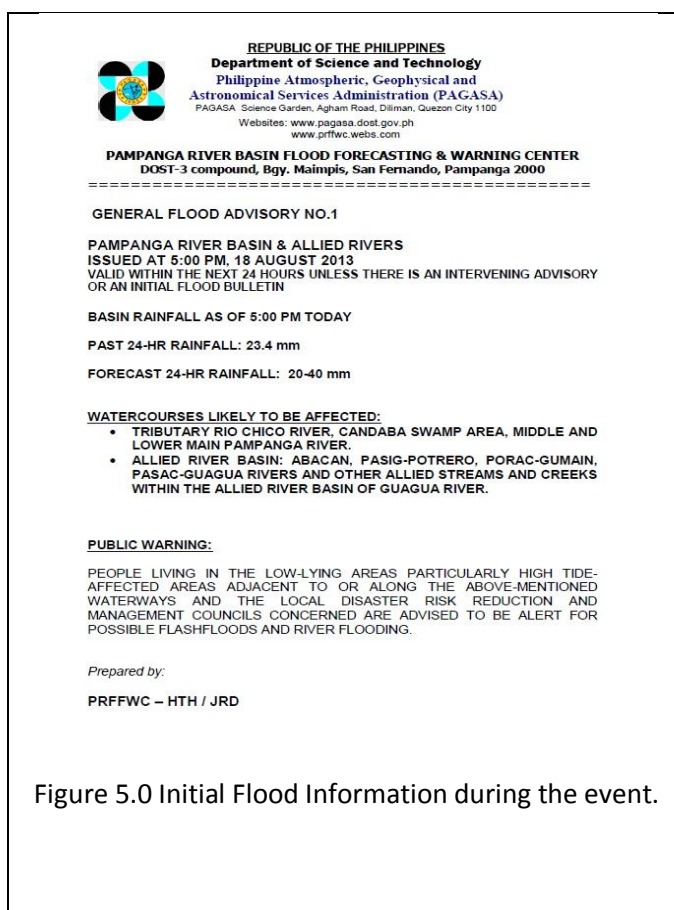 REPUBLIC OF THE PHILIPPINES
Department of Science and Technology
Philippine Atmospheric, Geophysical and
Astronomical Services Administration (PAGASA)
PAGASA Science Garden, Agham Road, Diliman, Quezon City 1100
Websites: www.pagasa.dost.gov.ph
www.prffwc.webs.com
PAMPANGA RIVER BASIN FLOOD FORECASTING & WARNING CENTER
DOST-3 compound, Bgy. Maimpis, San Fernando, Pampanga 2000
================================================
GENERAL FLOOD ADVISORY NO.1
PAMPANGA RIVER BASIN & ALLIED RIVERS
ISSUED AT 5:00 PM, 18 AUGUST 2013
VALID WITHIN THE NEXT 24 HOURS UNLESS THERE IS AN INTERVENING ADVISORY
OR AN INITIAL FLOOD BULLETIN
BASIN RAINFALL AS OF 5:00 PM TODAY
PAST 24-HR RAINFALL: 23.4 mm
FORECAST 24-HR RAINFALL: 20-40 mm
WATERCOURSES LIKELY TO BE AFFECTED:
• TRIBUTARY RIO CHICO RIVER, CANDABA SWAMP AREA, MIDDLE AND
LOWER MAIN PAMPANGA RIVER.
• ALLIED RIVER BASIN: ABACAN, PASIG-POTRERO, PORAC-GUMAIN,
PASAC-GUAGUA RIVERS AND OTHER ALLIED STREAMS AND CREEKS
WITHIN THE ALLIED RIVER BASIN OF GUAGUA RIVER.
PUBLIC WARNING:
PEOPLE LIVING IN THE LOW-LYING AREAS PARTICULARLY HIGH TIDE-
AFFECTED AREAS ADJACENT TO OR ALONG THE ABOVE-MENTIONED
WATERWAYS AND THE LOCAL DISASTER RISK REDUCTION AND
MANAGEMENT COUNCILS CONCERNED ARE ADVISED TO BE ALERT FOR
POSSIBLE FLASHFLOODS AND RIVER FLOODING.
Prepared by:
PRFFWC – HTH / JRD
Figure 5.0 Initial Flood Information during the event.